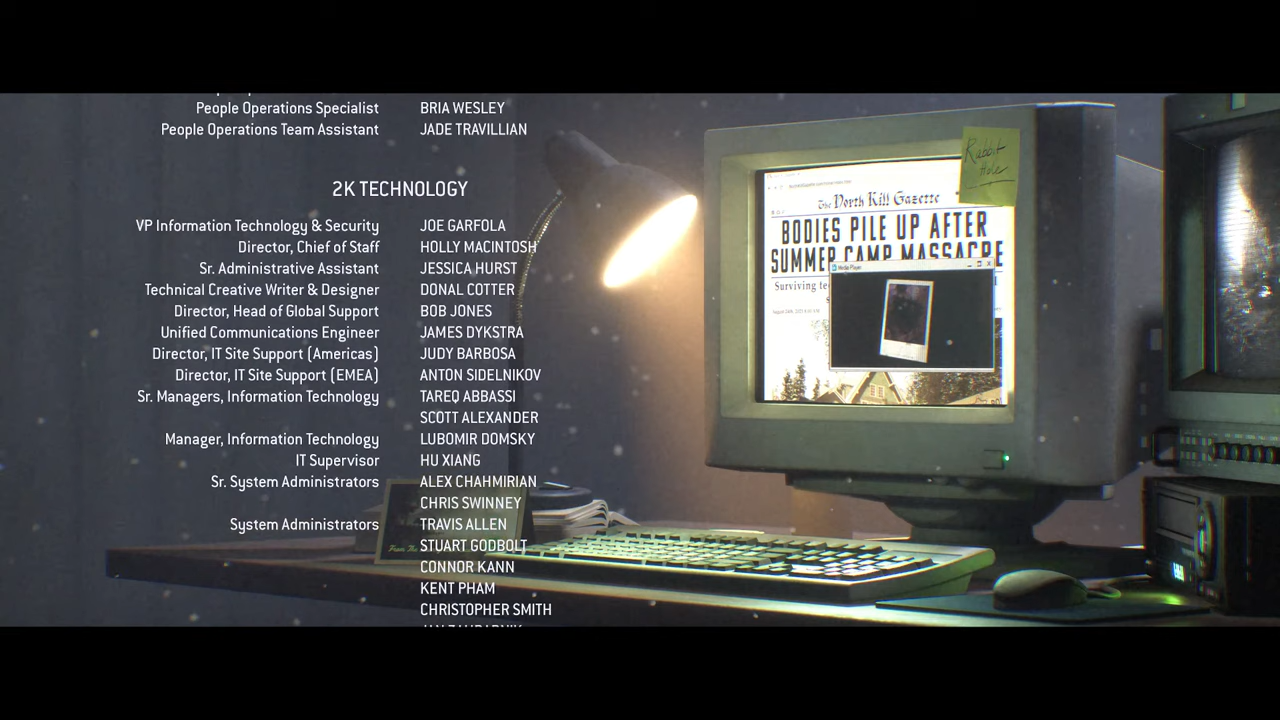 People Operations Specialist BRIA WESLEY
People Operations Team Assistant JADE TRAVILLIAN
2K TECHNOLOGY
VP Information Technology & Security JOE GARFOLA
Director, Chief of Staff HOLLY MACINTOSH
Sr. Administrative Assistant JESSICA HURST
Technical Creative Writer & Designer DONAL COTTER
Director, Head of Global Support BOB JONES
Unified Communications Engineer JAMES DYKSTRA
Director, IT Site Support (Americas) JUDY BARBOSA
Director, IT Site Support (EMEA) ANTON SIDELNIKOV
Sr. Managers, Information Technology TAREQ ABBASSI
SCOTT ALEXANDER
Manager, Information Technology LUBOMIR DOMSKY
IT Supervisor HU XIANG
Sr. System Administrators ALEX CHAHMIRIAN
CHRIS SWINNEY
System Administrators TRAVIS ALLEN
STUART GODBOLT
CONNOR KANN
KENT PHAM
CHRISTOPHER SMITH
Rabbit
Hole
The North Kill Gazette
BODIES PILE UP AFTER
SUMMER CAMP MASSACRE
Media Player
Surviving
From The